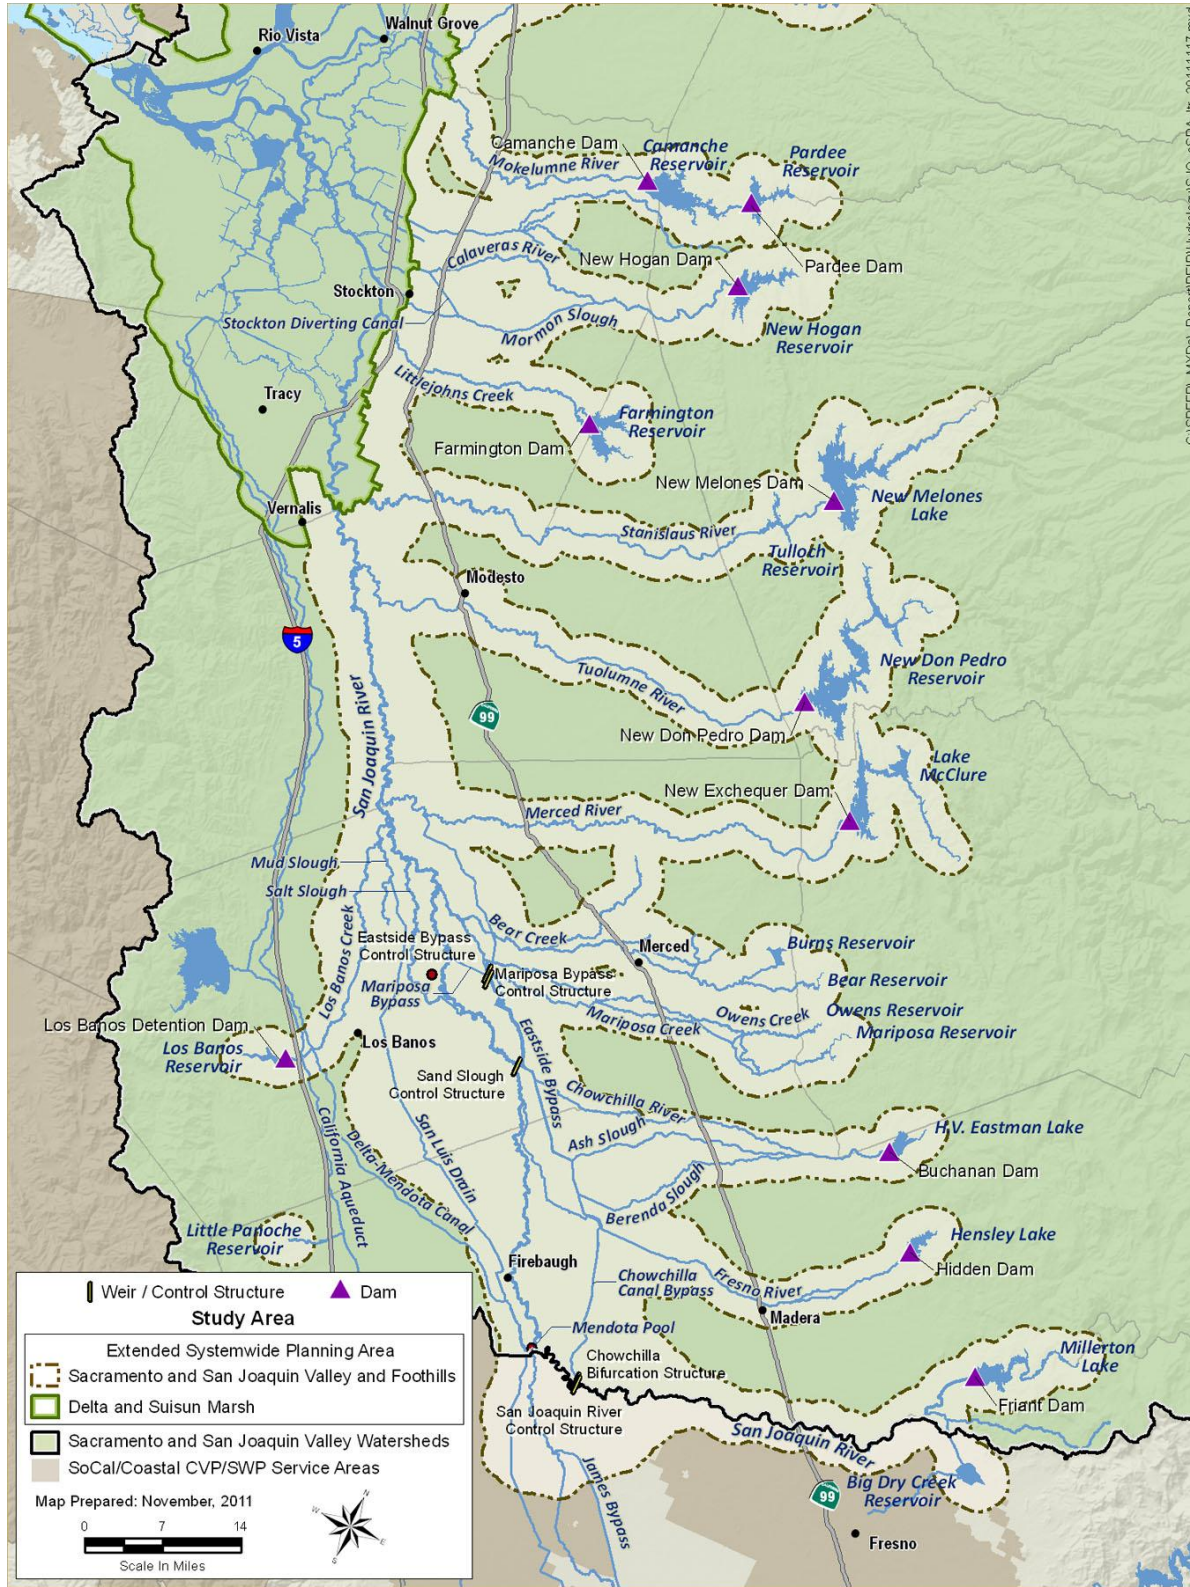 Walnut Grove
Rio Vista
Camanche Dam
Camanche
Reservoir
Pardee
Reservoir
Mokelumne River
Calaveras River
New Hogan Dam
Pardee Dam
Stockton
Stockton Diverting Canal
Mormon Slough
New Hogan
Reservoir
Tracy
Littlejohns Creek
Farmington
Reservoir
Farmington Dam
New Melones Dam
New Melones
Lake
Vernalis
Stanislaus River
Tulloch
Reservoir
Modesto
5
San Joaquin River
Tuolumne River
New Don Pedro
Reservoir
99
New Don Pedro Dam
Lake
McClure
New Exchequer Dam
Merced River
Mud Slough
Salt Slough
Los Banos Creek
Bear Creek
Eastside Bypass
Control Structure
Merced
Burns Reservoir
Mariposa
Bypass
Mariposa Bypass
Control Structure
Bear Reservoir
Owens Creek
Owens Reservoir
Mariposa Creek
Mariposa Reservoir
Los Banos Detention Dam
Los Banos
Reservoir
Los Banos
Eastside Bypass
Sand Slough
Control Structure
Chowchilla River
Ash Slough
H.V. Eastman Lake
Buchanan Dam
California Aqueduct
Delta-Mendota Canal
San Luis Drain
Berenda Slough
Little Panoche
Reservoir
Hensley Lake
Hidden Dam
Firebaugh
Chowchilla
Canal Bypass
Fresno River
Madera
Mendota Pool
Chowchilla
Bifurcation Structure
Millerton
Lake
Friant Dam
San Joaquin River
Control Structure
San Joaquin River
James Bypass
Big Dry Creek
Reservoir
99
Fresno
Weir / Control Structure
Dam
Study Area
Extended Systemwide Planning Area
Sacramento and San Joaquin Valley and Foothills
Delta and Suisun Marsh
Sacramento and San Joaquin Valley Watersheds
SoCal/Coastal CVP/SWP Service Areas
Map Prepared: November, 2011
N
W
E
S
0 7 14
Scale In Miles